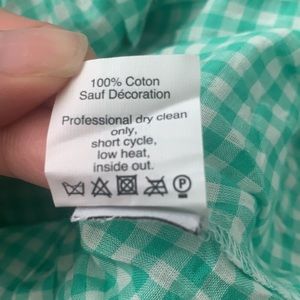 100% Coton
Sauf Décoration
Professional dry clean
only,
short cycle,
low heat,
inside out.
P